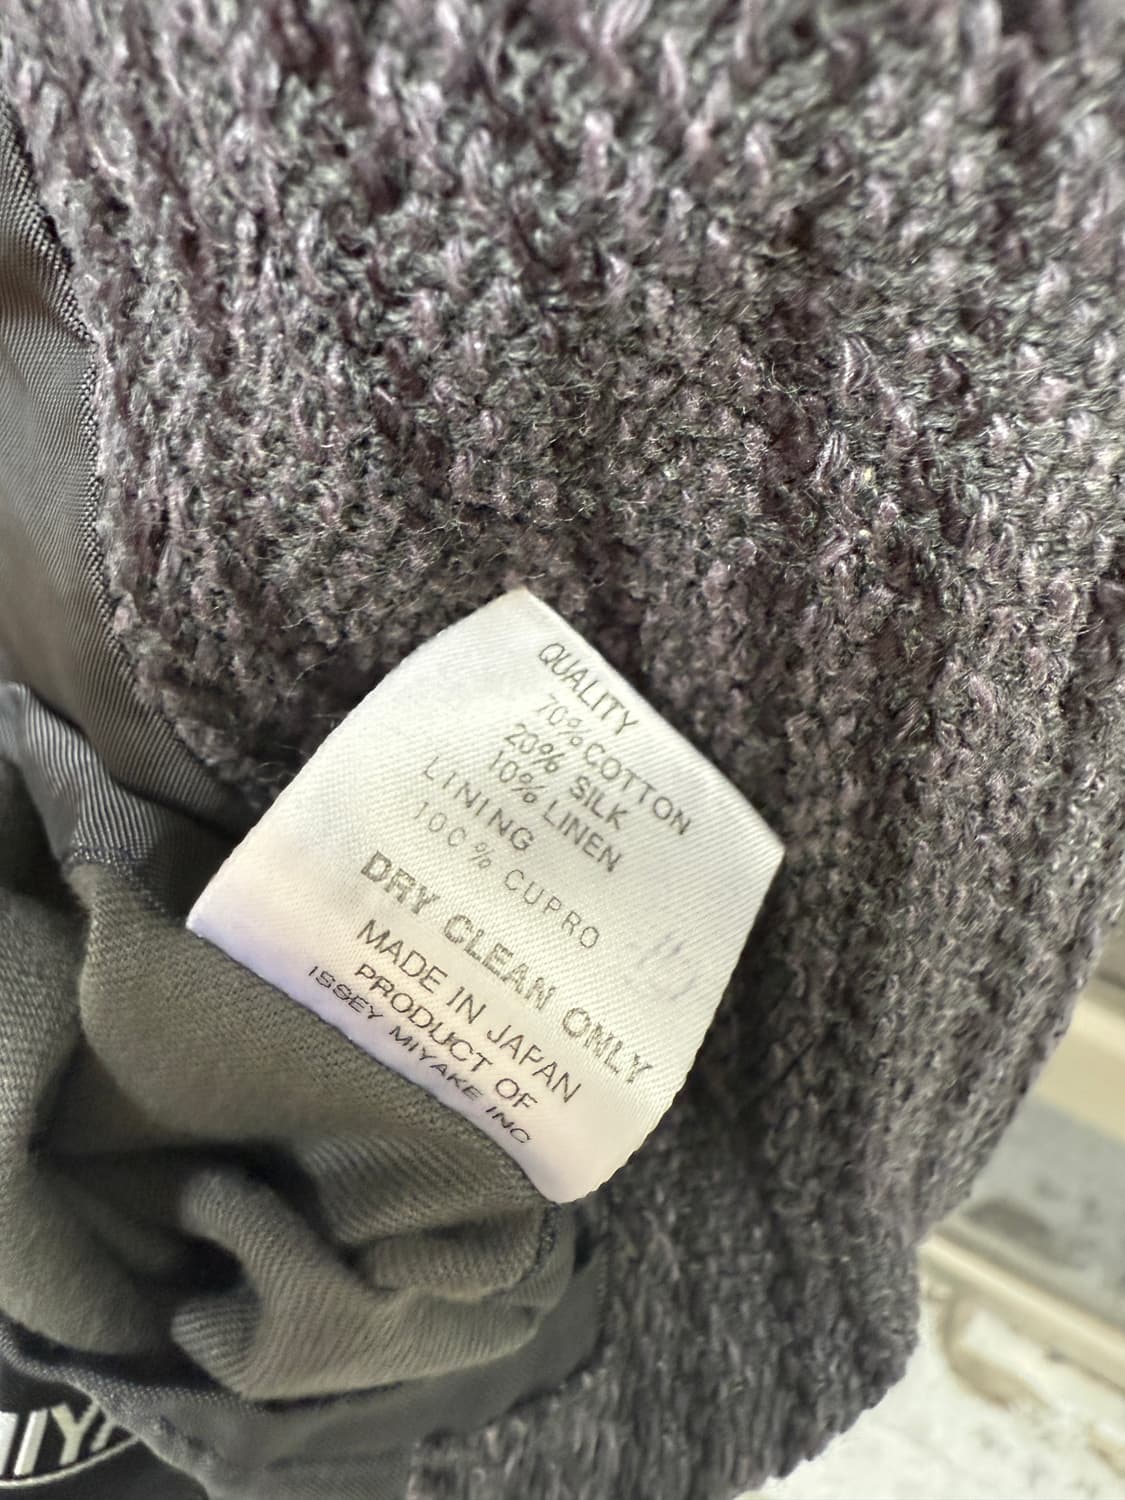 QUALITY
70% COTTON
20% SILK
10% LINEN
LINING
100% CUPRO
DRY CLEAN ONLY
MADE IN JAPAN
PRODUCT OF
ISSEY MIYAKE INC